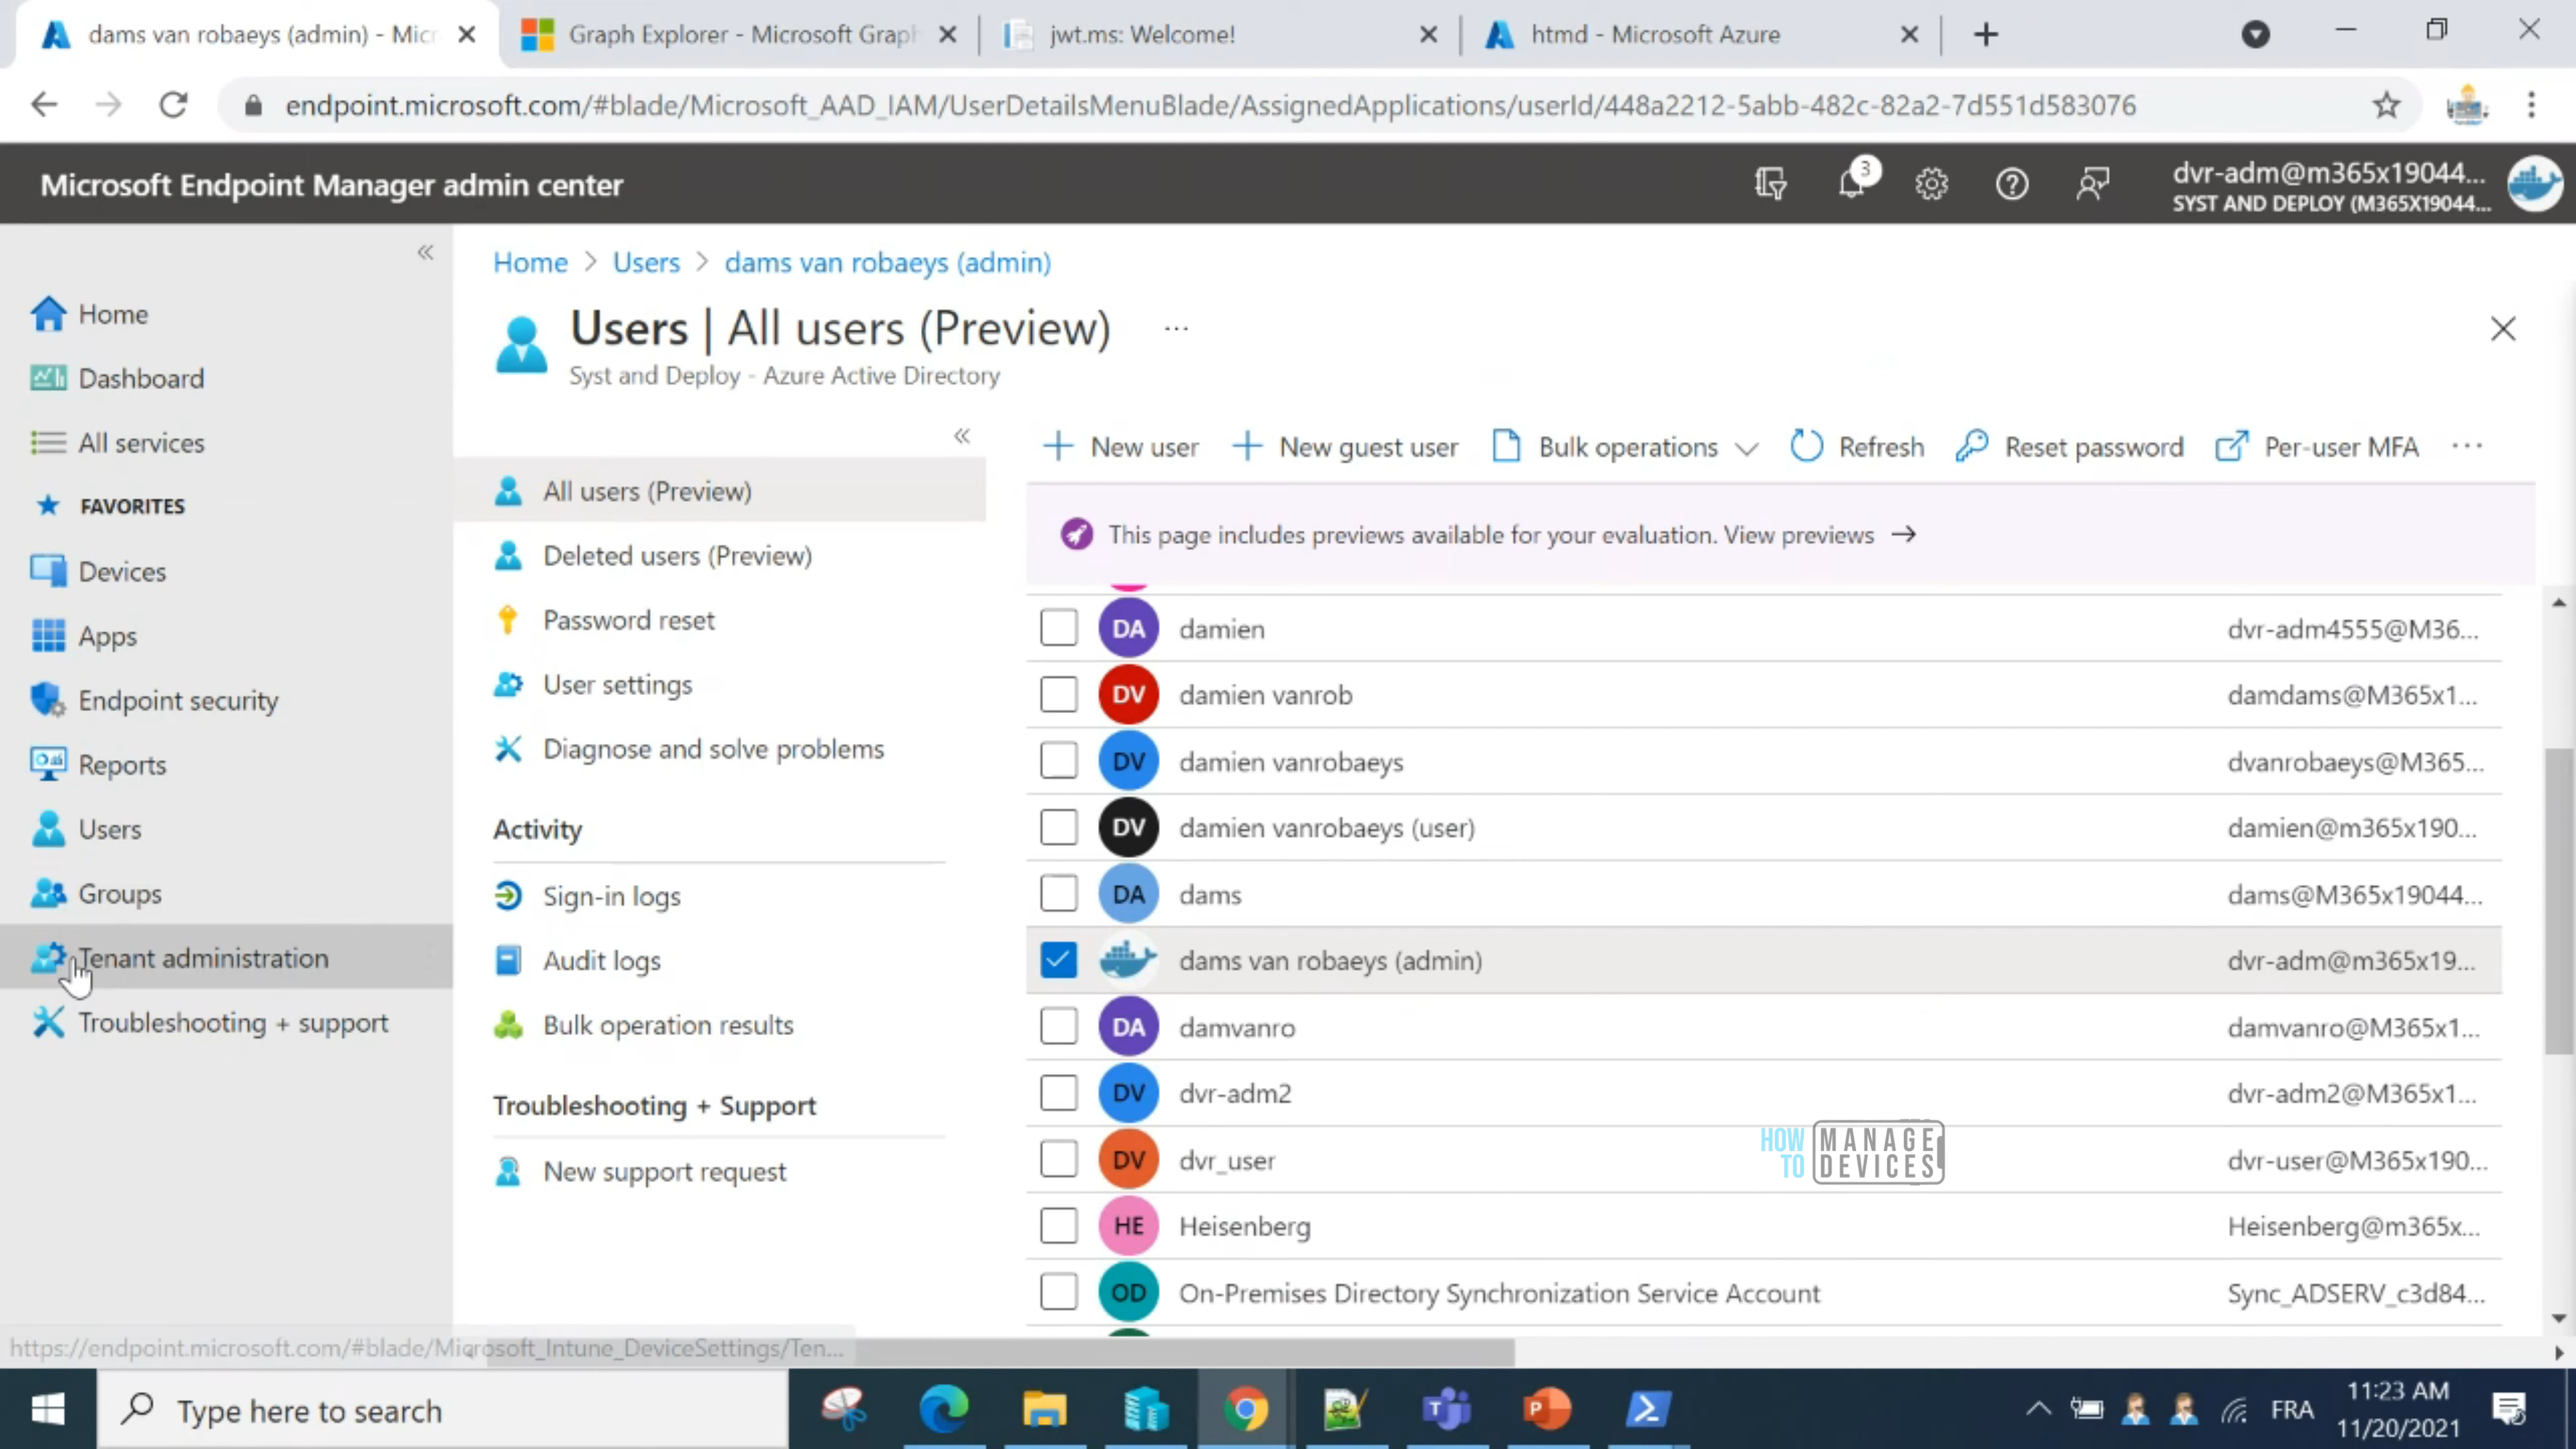 dams van robaeys (admin) - Micr
Graph Explorer - Microsoft Graph
jwt.ms: Welcome!
htmd - Microsoft Azure
endpoint.microsoft.com/#blade/Microsoft_AAD_IAM/UserDetailsMenuBlade/AssignedApplications/userId/448a2212-5abb-482c-82a2-7d551d583076
Microsoft Endpoint Manager admin center
3
dvr-adm@m365x19044...
SYST AND DEPLOY (M365X19044...
Home
Dashboard
All services
FAVORITES
Devices
Apps
Endpoint security
Reports
Users
Groups
Tenant administration
Troubleshooting + support
Home > Users > dams van robaeys (admin)
Users | All users (Preview) ...
Syst and Deploy - Azure Active Directory
All users (Preview)
Deleted users (Preview)
Password reset
User settings
Diagnose and solve problems
Activity
Sign-in logs
Audit logs
Bulk operation results
Troubleshooting + Support
New support request
New user
New guest user
Bulk operations
Refresh
Reset password
Per-user MFA
...
This page includes previews available for your evaluation. View previews →
DA damien dvr-adm4555@M36...
DV damien vanrob damdams@M365x1...
DV damien vanrobaeys dvanrobaeys@M365...
DV damien vanrobaeys (user) damien@m365x190...
DA dams dams@M365x19044...
dams van robaeys (admin) dvr-adm@m365x19...
DA damvanro damvanro@M365x1...
DV dvr-adm2 dvr-adm2@M365x1...
DV dvr_user dvr-user@M365x190...
HE Heisenberg Heisenberg@m365x...
OD On-Premises Directory Synchronization Service Account Sync_ADSERV_c3d84...
HOW TO MANAGE DEVICES
https://endpoint.microsoft.com/#blade/Microsoft_Intune_DeviceSettings/Ten...
Type here to search
FRA
11:23 AM
11/20/2021